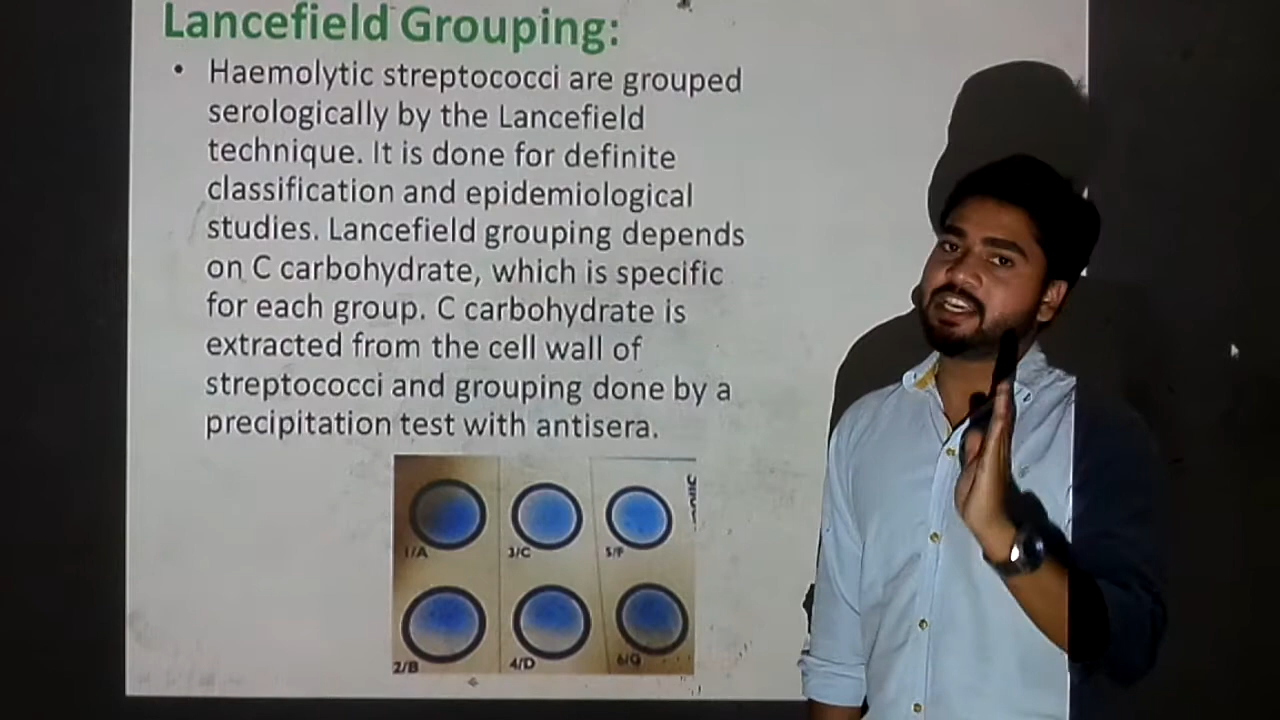 Lancefield Grouping:
• Haemolytic streptococci are grouped
serologically by the Lancefield
technique. It is done for definite
classification and epidemiological
studies. Lancefield grouping depends
on C carbohydrate, which is specific
for each group. C carbohydrate is
extracted from the cell wall of
streptococci and grouping done by a
precipitation test with antisera.
1/A 3/C 5/F
2/B 4/D 6/G